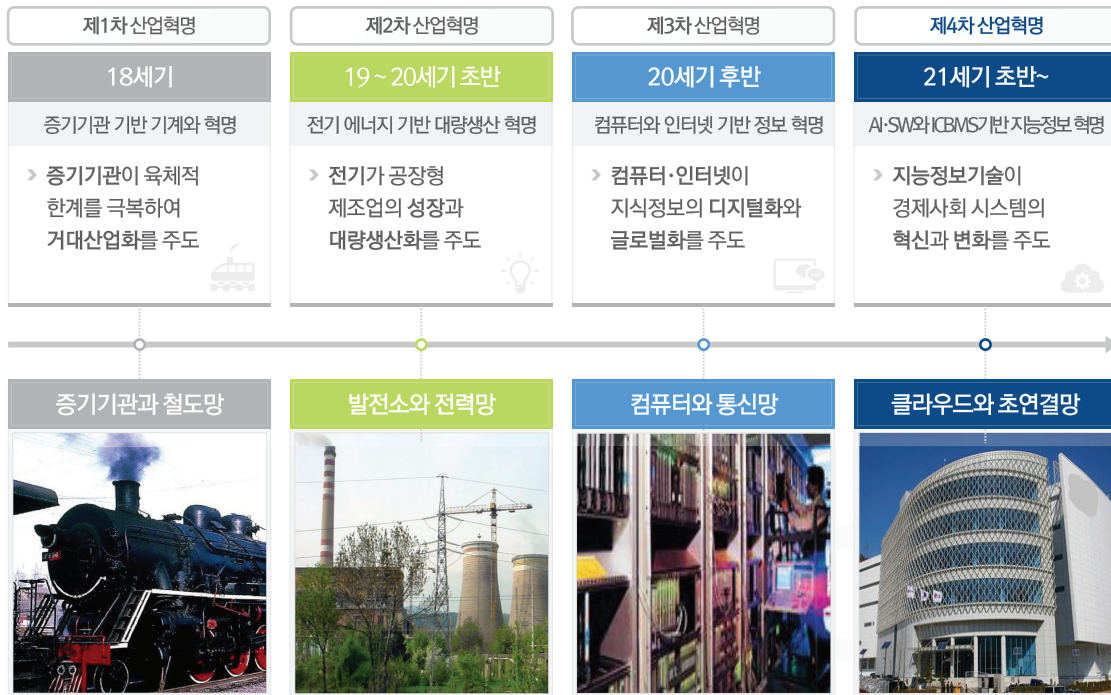 제1차 산업혁명
18세기
증기기관 기반 기계와 혁명
증기기관이 육체적
한계를 극복하여
거대산업화를 주도
증기기관과 철도망
제2차 산업혁명
19 ~ 20세기 초반
전기 에너지 기반 대량생산 혁명
전기가 공장형
제조업의 성장과
대량생산화를 주도
발전소와 전력망
제3차 산업혁명
20세기 후반
컴퓨터와 인터넷 기반 정보 혁명
컴퓨터·인터넷이
지식정보의 디지털화와
글로벌화를 주도
컴퓨터와 통신망
제4차 산업혁명
21세기 초반~
AI·SW와 ICBMS기반 지능정보 혁명
지능정보기술이
경제사회 시스템의
혁신과 변화를 주도
클라우드와 초연결망